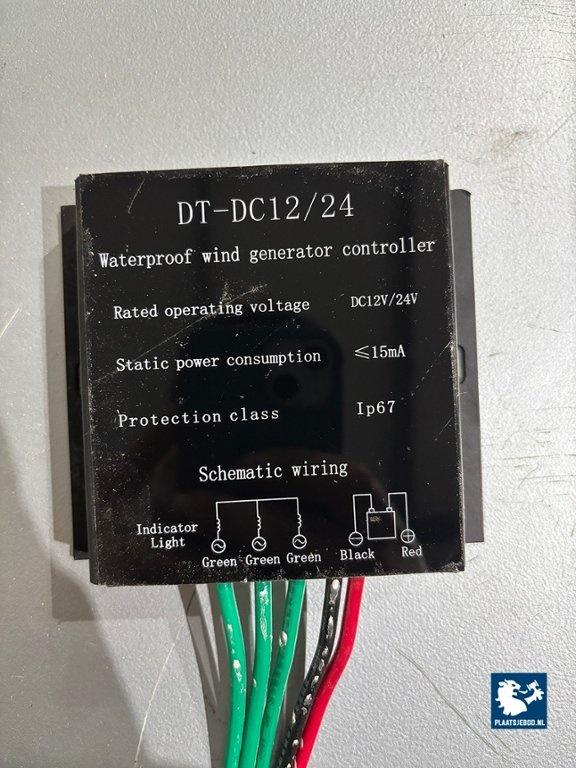 DT-DC12/24
Waterproof wind generator controller
Rated operating voltage DC12V/24V
Static power consumption ≤15mA
Protection class Ip67
Schematic wiring
Indicator Light
Green Green Green Black Red
PLAATSJEBOD.NL